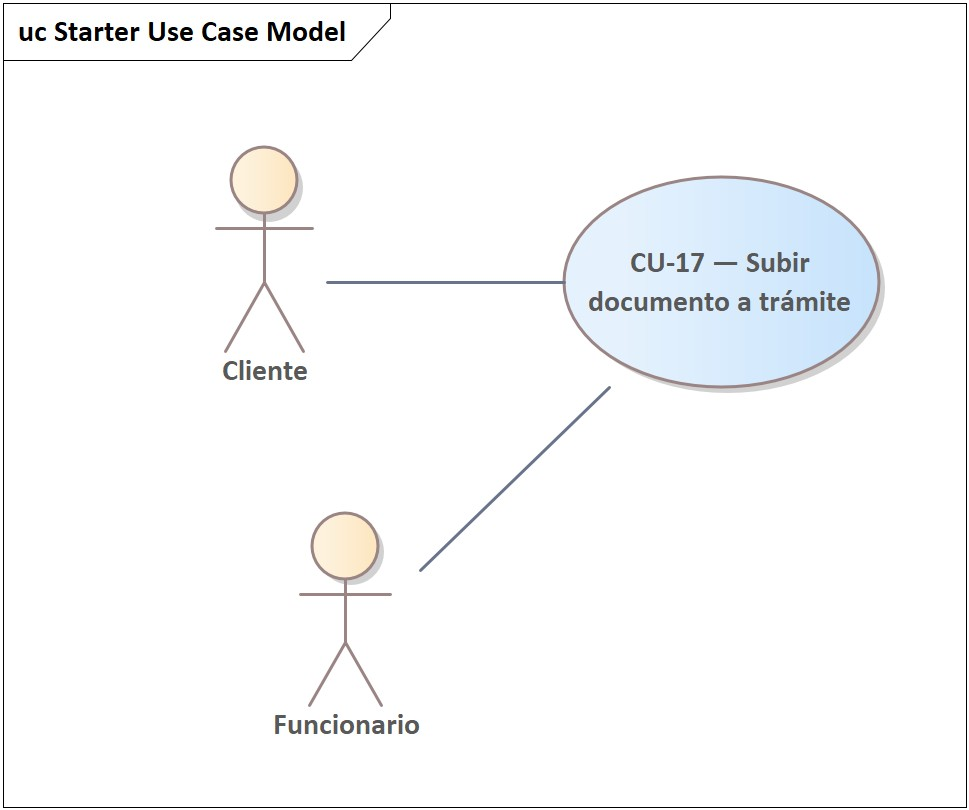 uc Starter Use Case Model
CU-17 — Subir
documento a trámite
Cliente
Funcionario